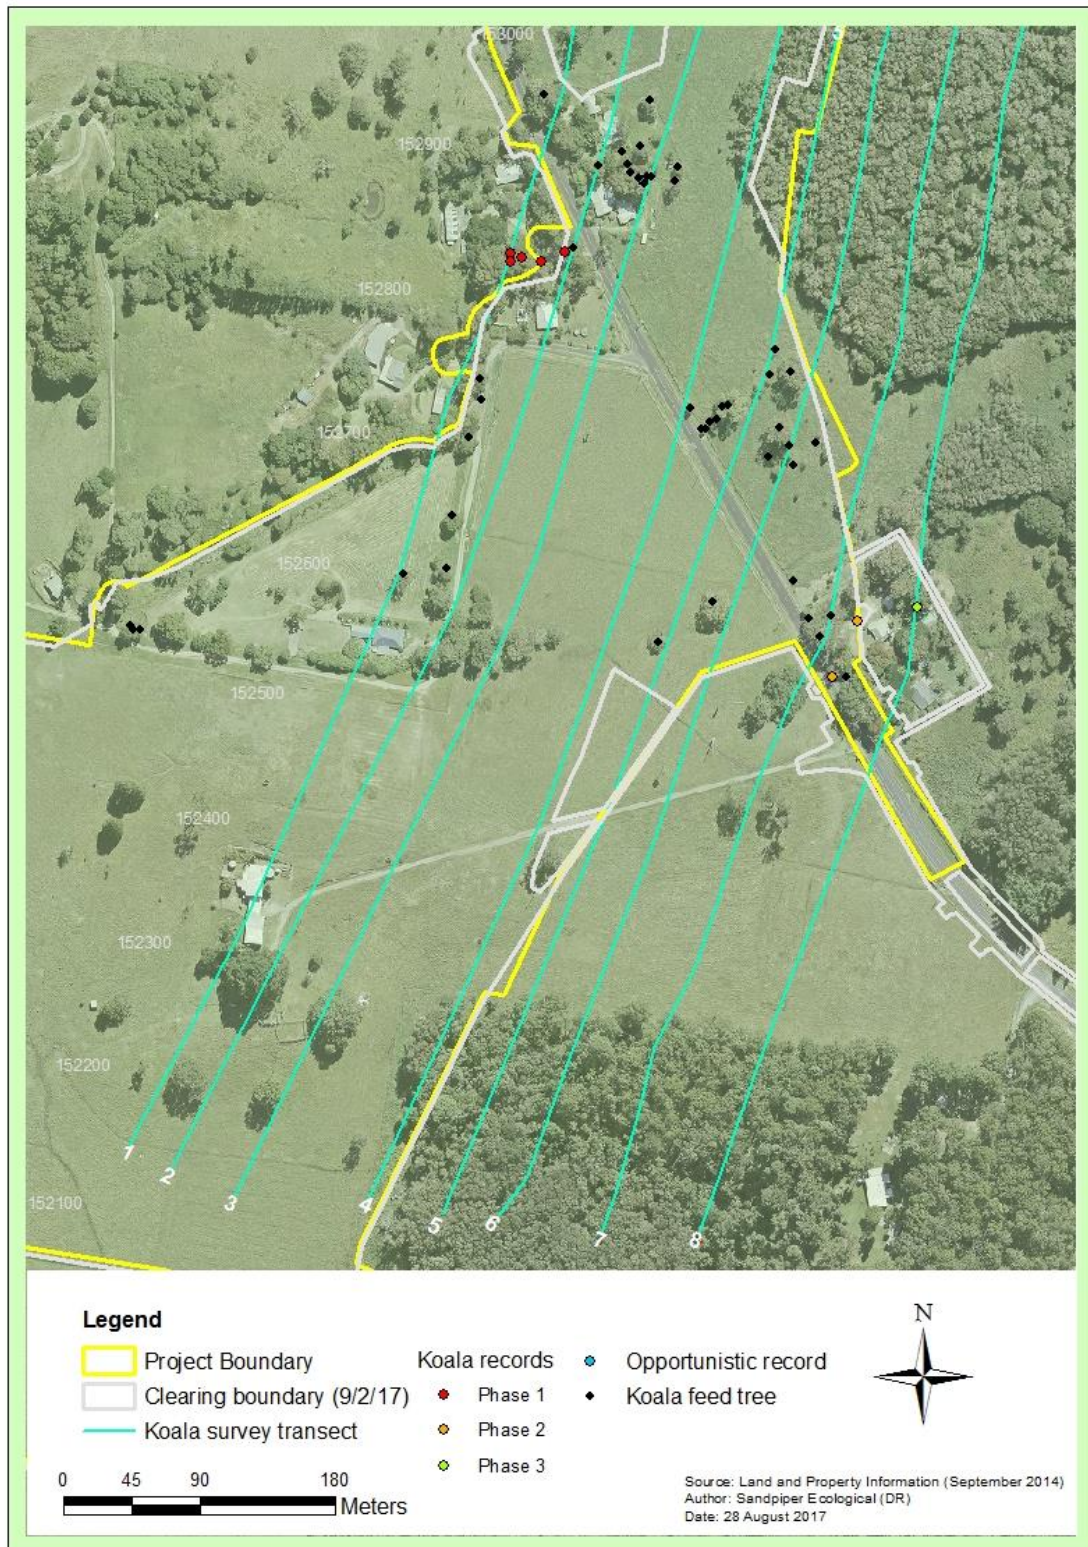 153000
5
152900
152800
152700
152600
152500
152400
152300
152200
152100
1
2
3
4
5
6
7
8
Legend
Project Boundary
Clearing boundary (9/2/17)
Koala survey transect
Koala records
Phase 1
Phase 2
Phase 3
Opportunistic record
Koala feed tree
N
0 45 90 180
Meters
Source: Land and Property Information (September 2014)
Author: Sandpiper Ecological (DR)
Date: 28 August 2017